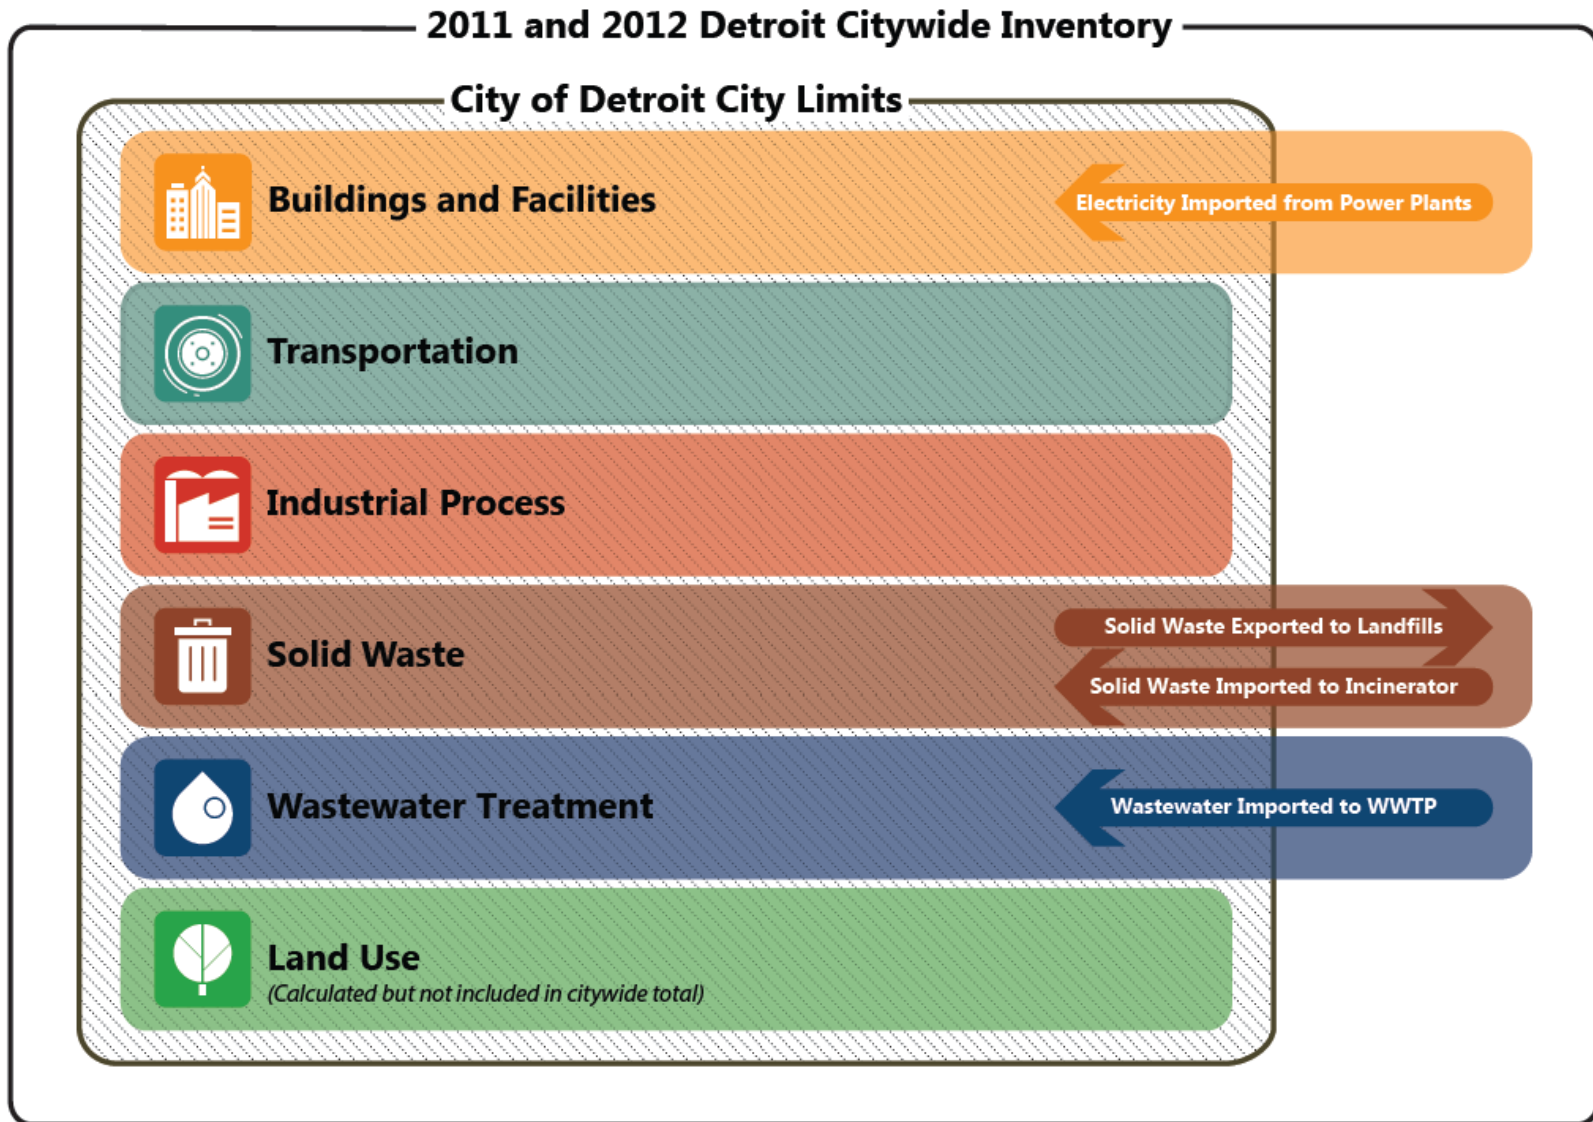 2011 and 2012 Detroit Citywide Inventory
City of Detroit City Limits
Buildings and Facilities
Electricity Imported from Power Plants
Transportation
Industrial Process
Solid Waste
Solid Waste Exported to Landfills
Solid Waste Imported to Incinerator
Wastewater Treatment
Wastewater Imported to WWTP
Land Use
(Calculated but not included in citywide total)